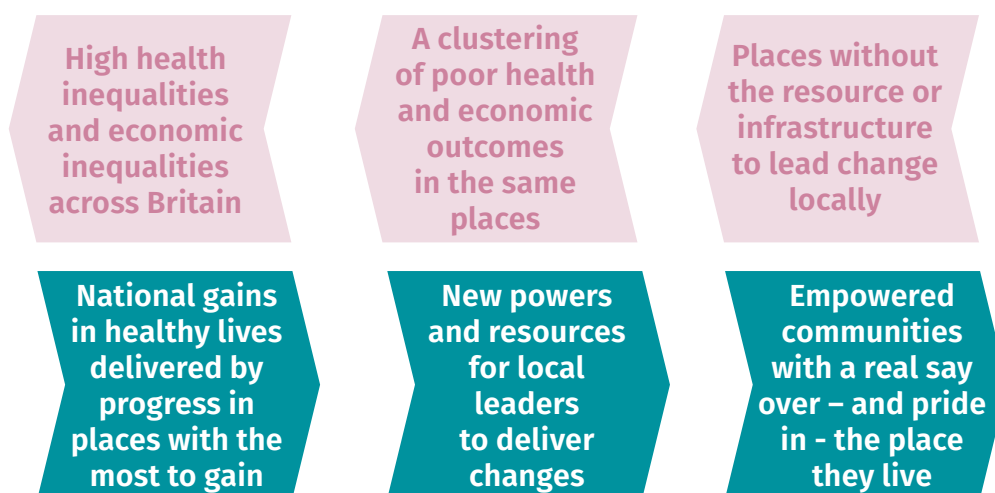 High health
inequalities
and economic
inequalities
across Britain
A clustering
of poor health
and economic
outcomes
in the same
places
Places without
the resource or
infrastructure
to lead change
locally
National gains
in healthy lives
delivered by
progress in
places with the
most to gain
New powers
and resources
for local
leaders
to deliver
changes
Empowered
communities
with a real say
over – and pride
in - the place
they live